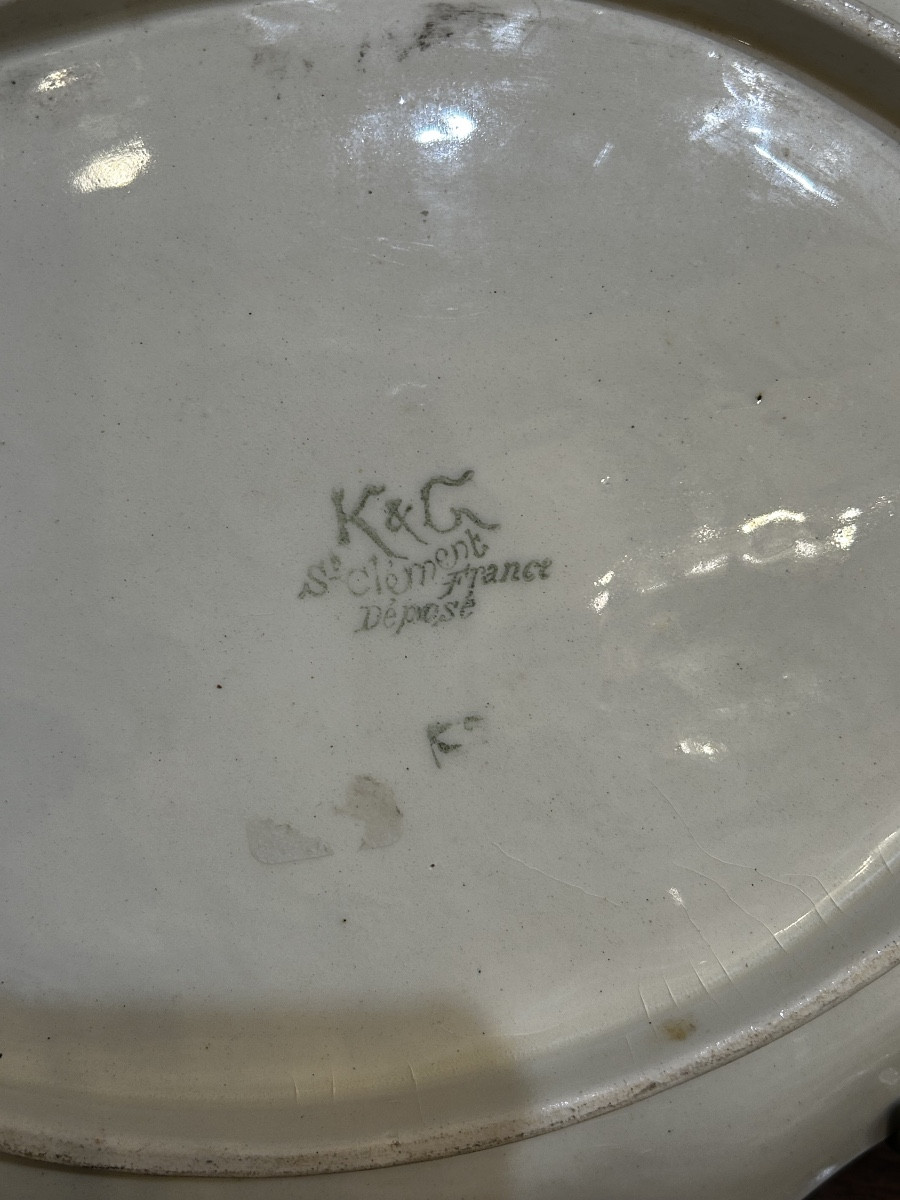 K&G
St Clément France
Déposé
K